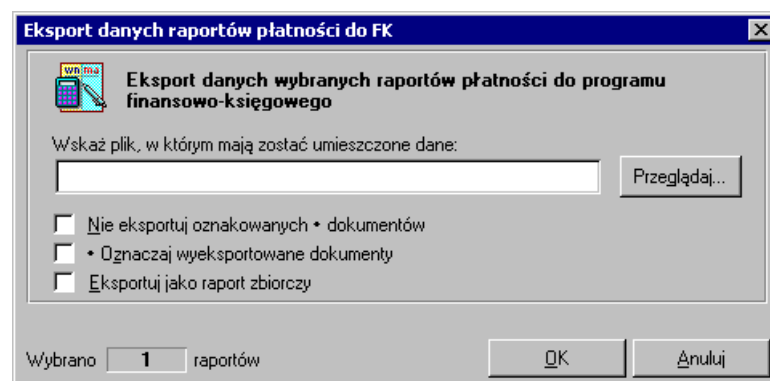 Eksport danych raportów płatności do FK
wn ma
Eksport danych wybranych raportów płatności do programu
finansowo-księgowego
Wskaż plik, w którym mają zostać umieszczone dane:
Przeglądaj...
Nie eksportuj oznakowanych • dokumentów
• Oznaczaj wyeksportowane dokumenty
Eksportuj jako raport zbiorczy
Wybrano 1 raportów
OK Anuluj